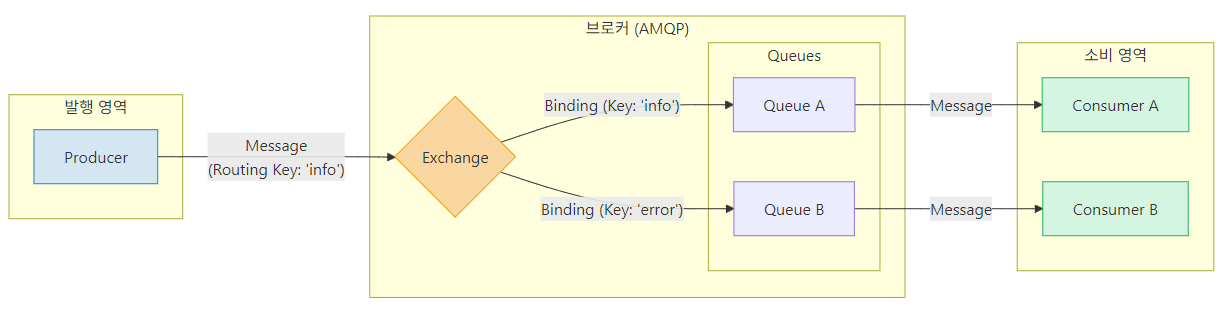 브로커 (AMQP)
발행 영역
Producer
Message
(Routing Key: 'info')
Exchange
Binding (Key: 'info')
Binding (Key: 'error')
Queues
Queue A
Queue B
Message
Message
소비 영역
Consumer A
Consumer B